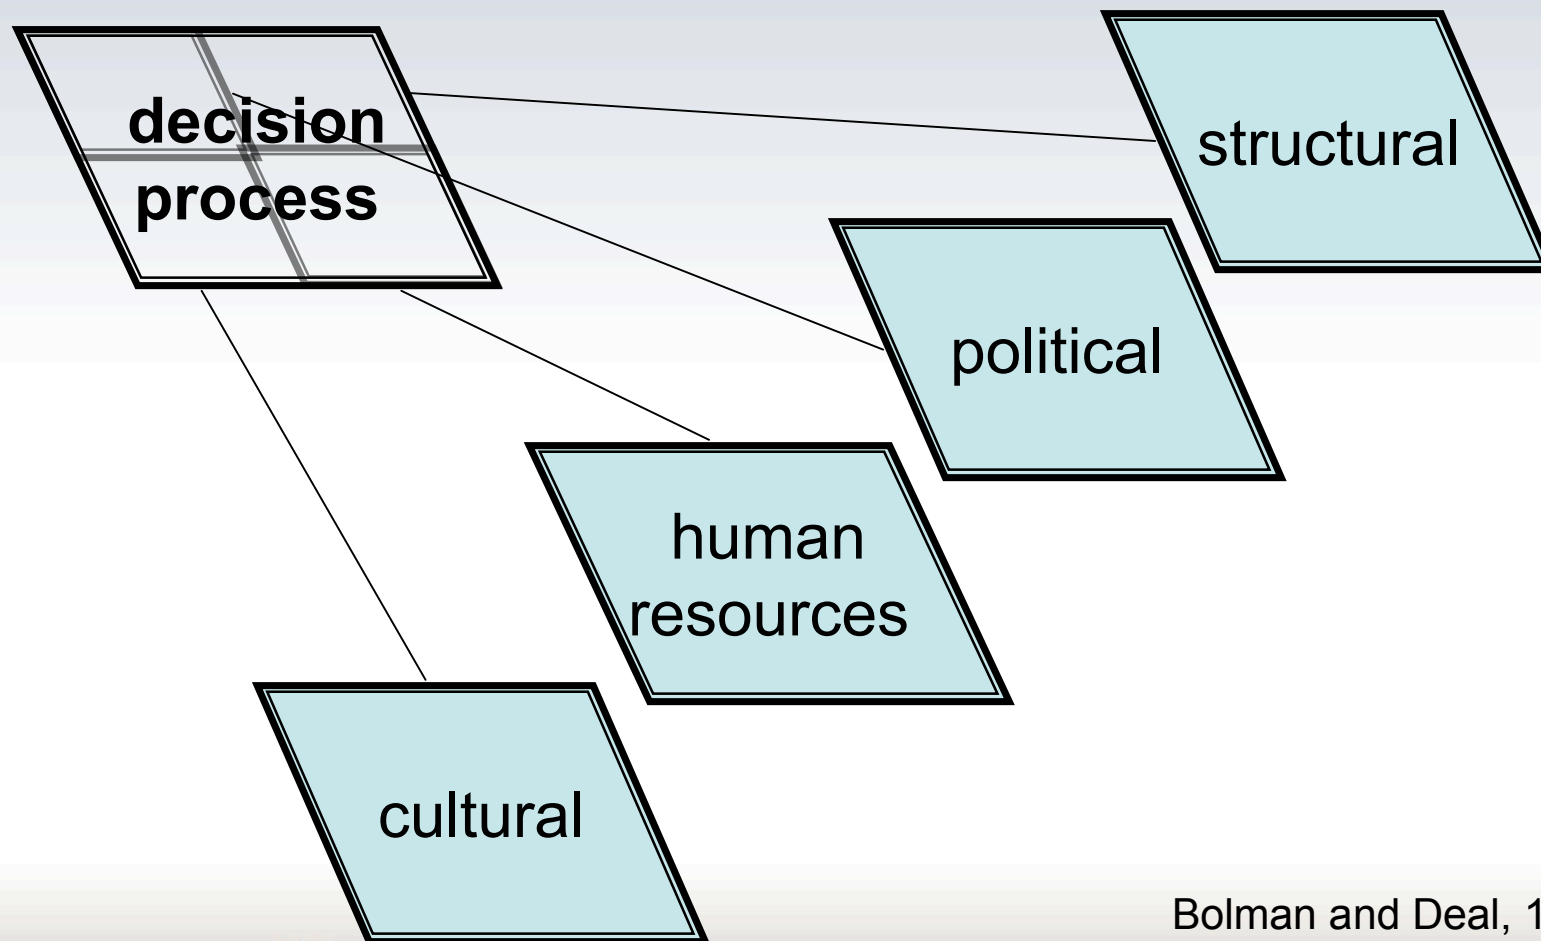 decision
process
structural
political
human
resources
cultural
Bolman and Deal, 1